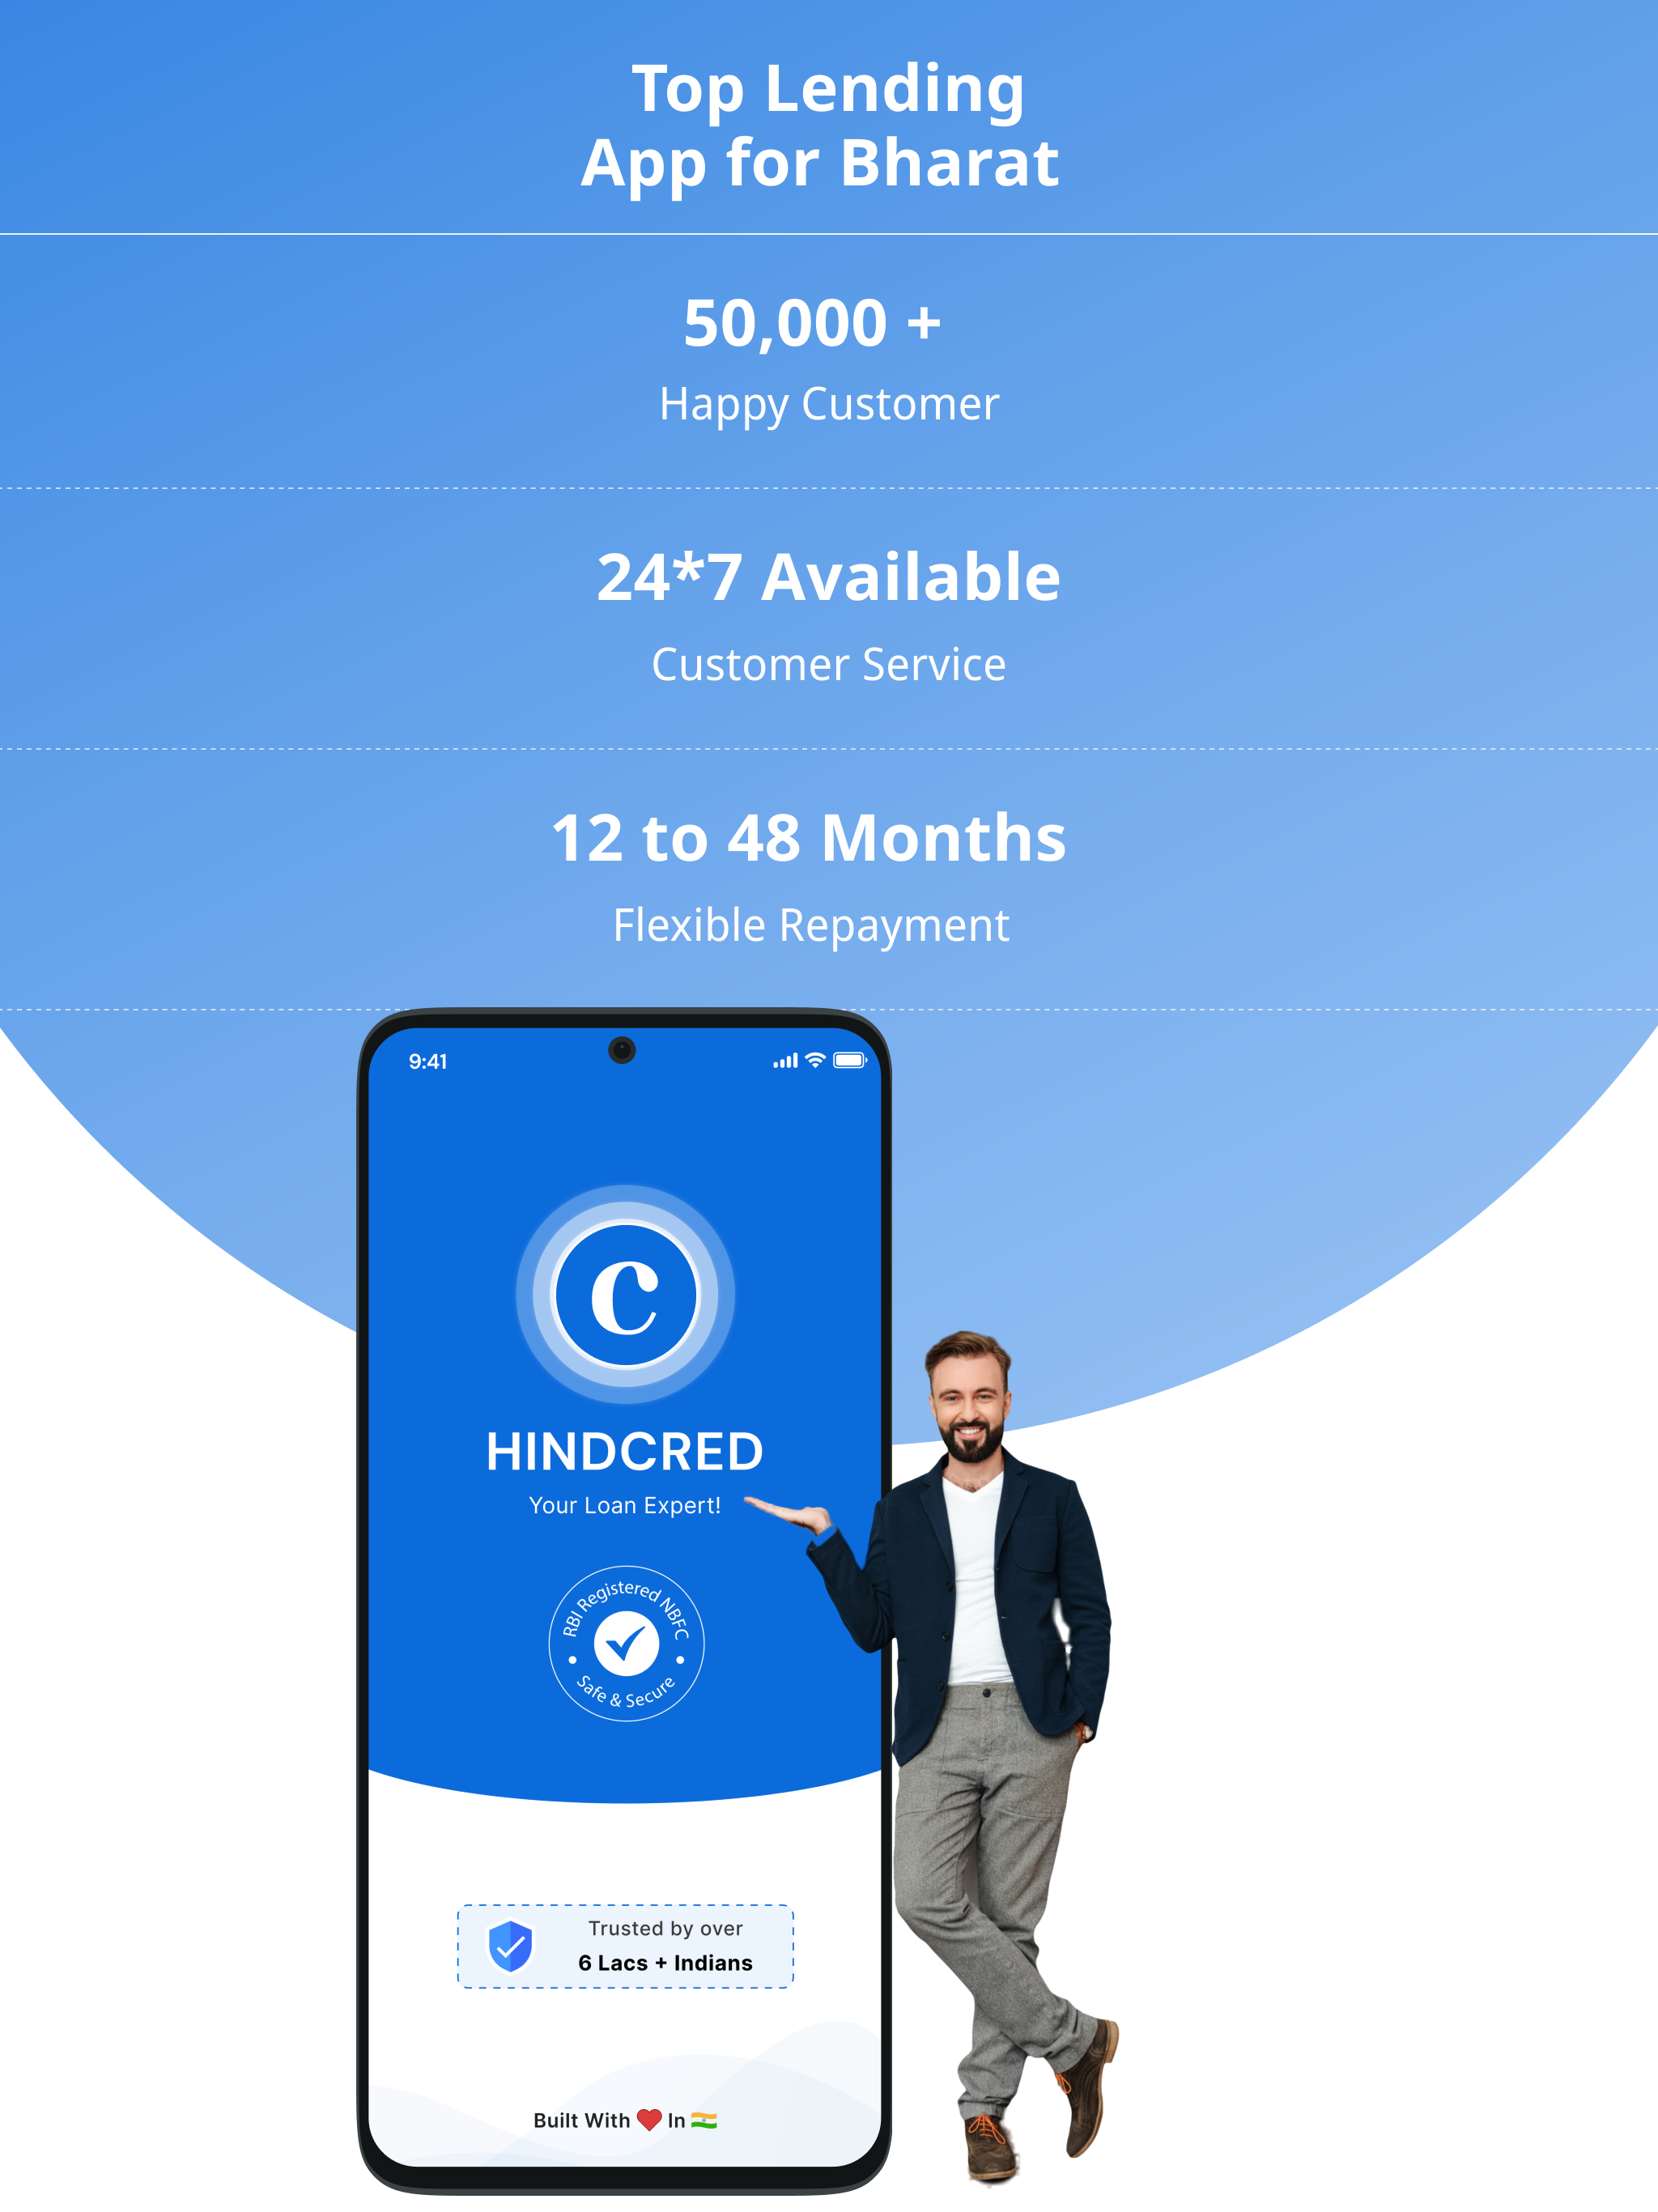 Top Lending
App for Bharat
50,000 +
Happy Customer
24*7 Available
Customer Service
12 to 48 Months
Flexible Repayment
9:41
C
HINDCRED
Your Loan Expert!
RBI Registered NBFC
Safe & Secure
Trusted by over
6 Lacs + Indians
Built With ❤️ In 🇮🇳